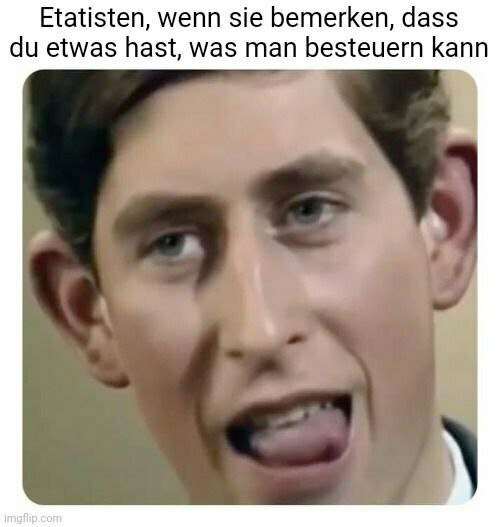 Etatisten, wenn sie bemerken, dass
du etwas hast, was man besteuern kann
imgflip.com